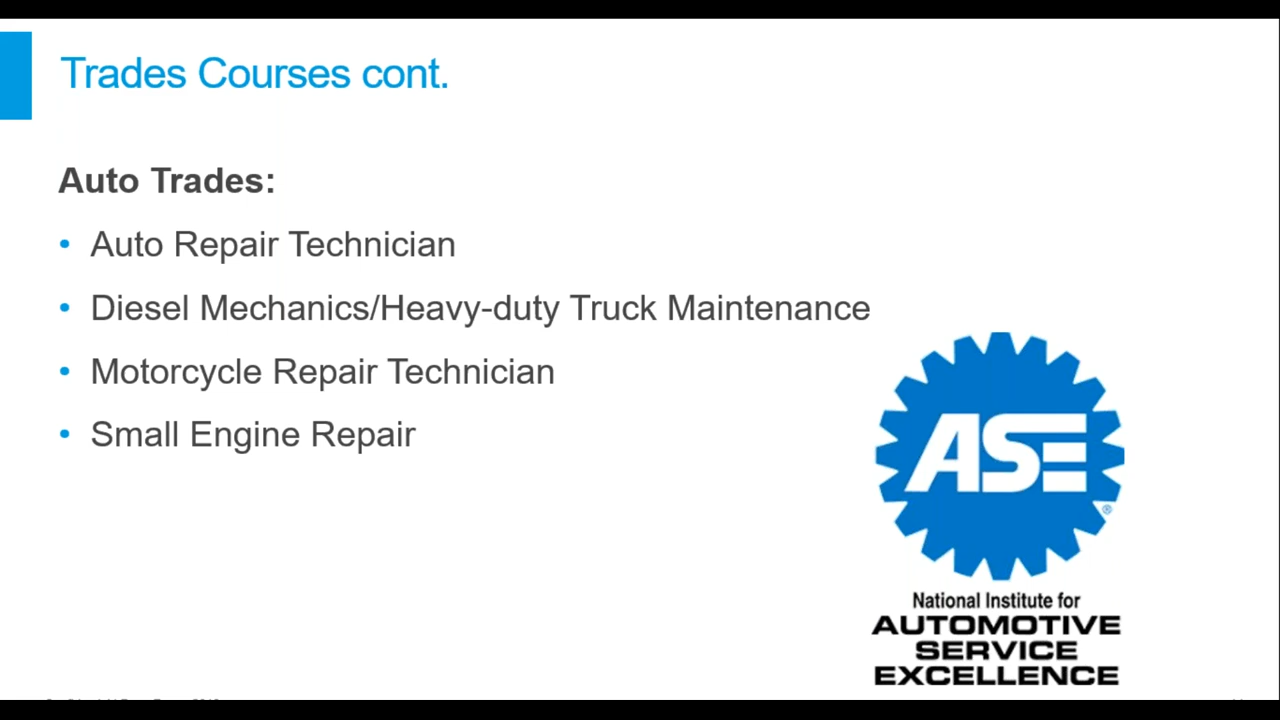 Trades Courses cont.
Auto Trades:
• Auto Repair Technician
• Diesel Mechanics/Heavy-duty Truck Maintenance
• Motorcycle Repair Technician
• Small Engine Repair
ASE
®
National Institute for
AUTOMOTIVE
SERVICE
EXCELLENCE